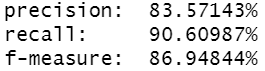 precision:  83.57143%
recall:     90.60987%
f-measure:  86.94844%